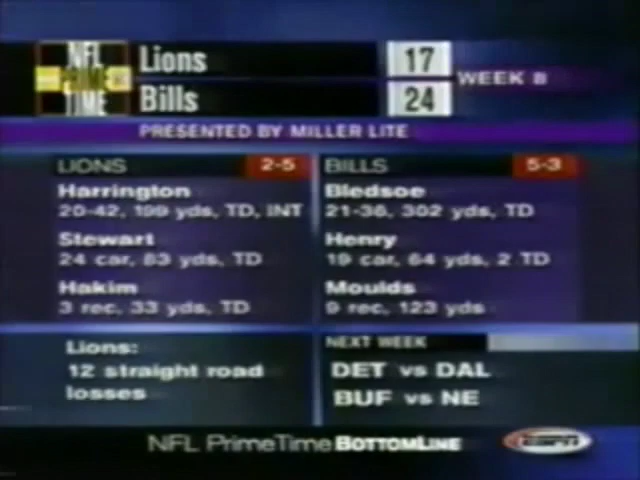 NFL PRIME TIME
Lions 17
Bills 24
WEEK 8
PRESENTED BY MILLER LITE
LIONS 2-5
Harrington
20-42, 199 yds, TD, INT
Stewart
24 car, 83 yds, TD
Hakim
3 rec, 33 yds, TD
BILLS 5-3
Bledsoe
21-36, 302 yds, TD
Henry
19 car, 64 yds, 2 TD
Moulds
9 rec, 123 yds
Lions:
12 straight road
losses
NEXT WEEK
DET vs DAL
BUF vs NE
NFL PrimeTime BOTTOMLINE
ESPN